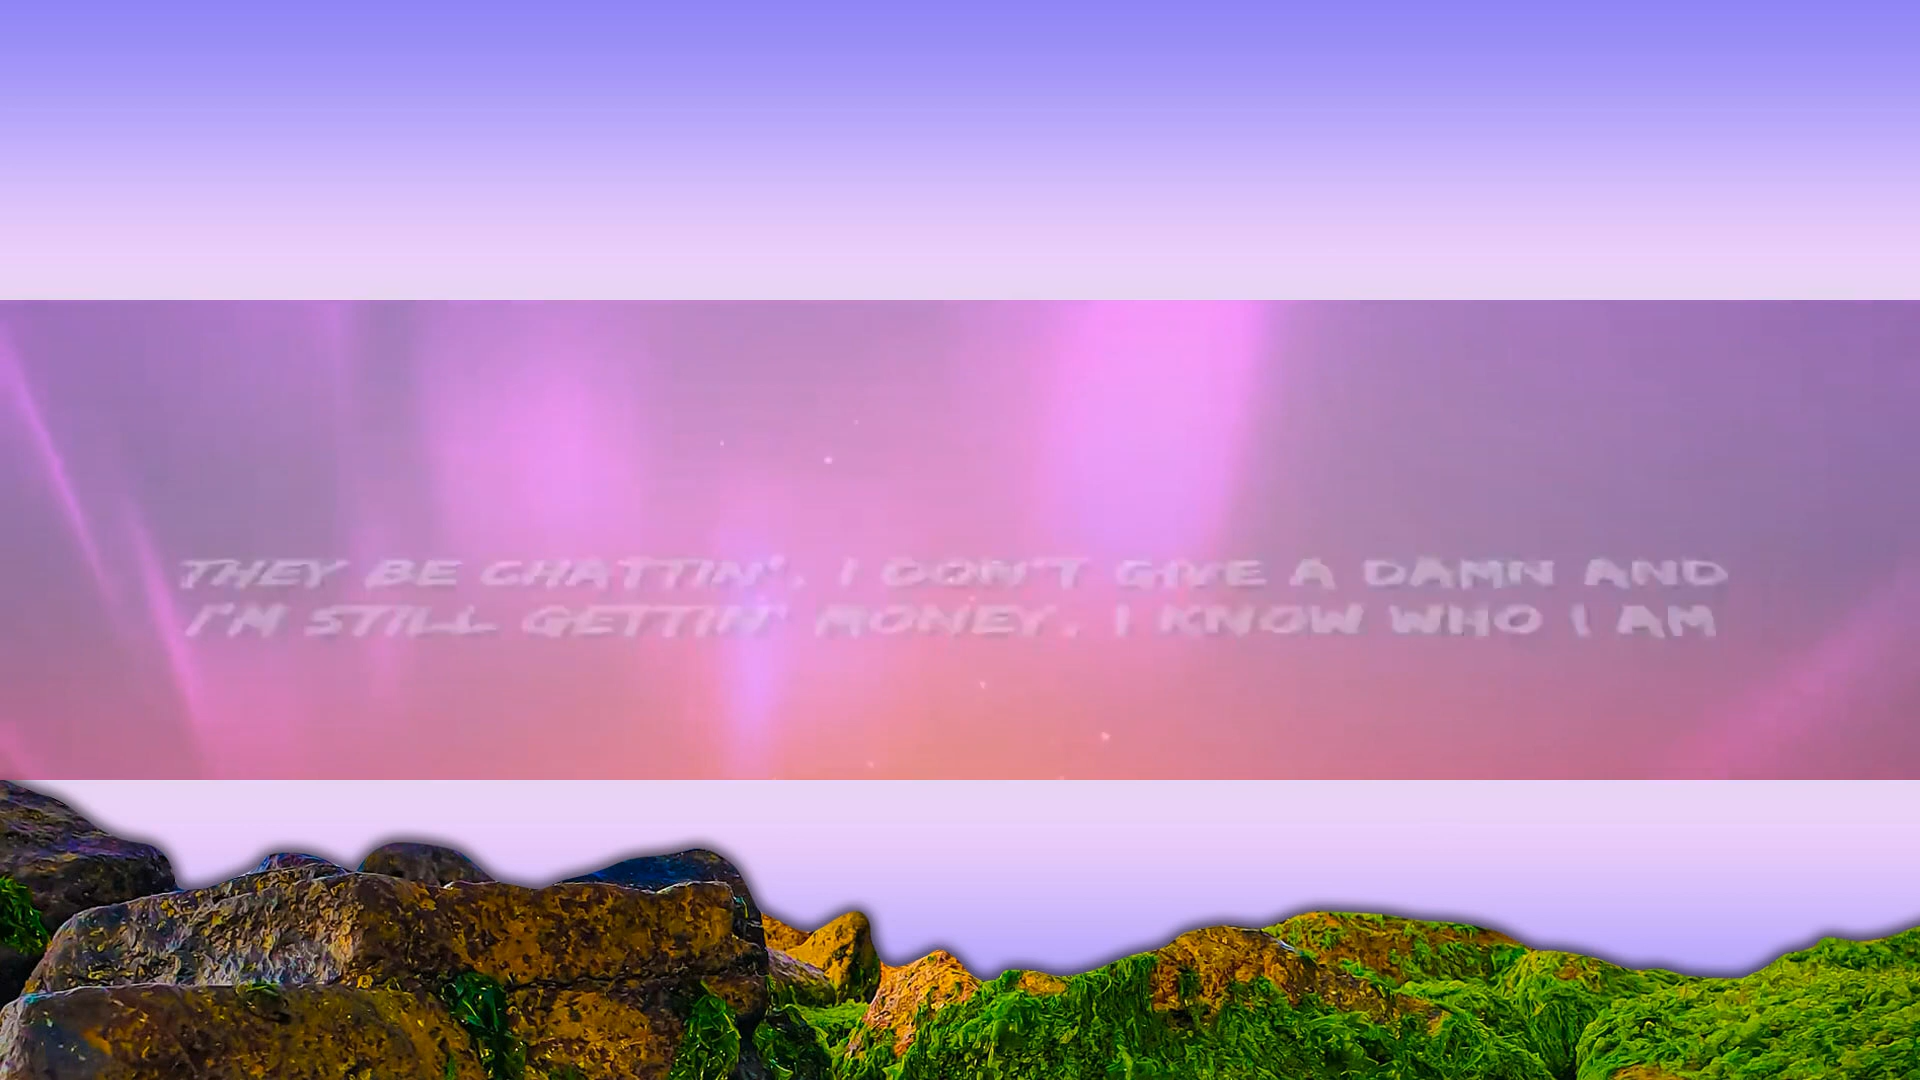 THEY BE CHATTIN', I DON'T GIVE A DAMN AND
I'M STILL GETTIN' MONEY, I KNOW WHO I AM